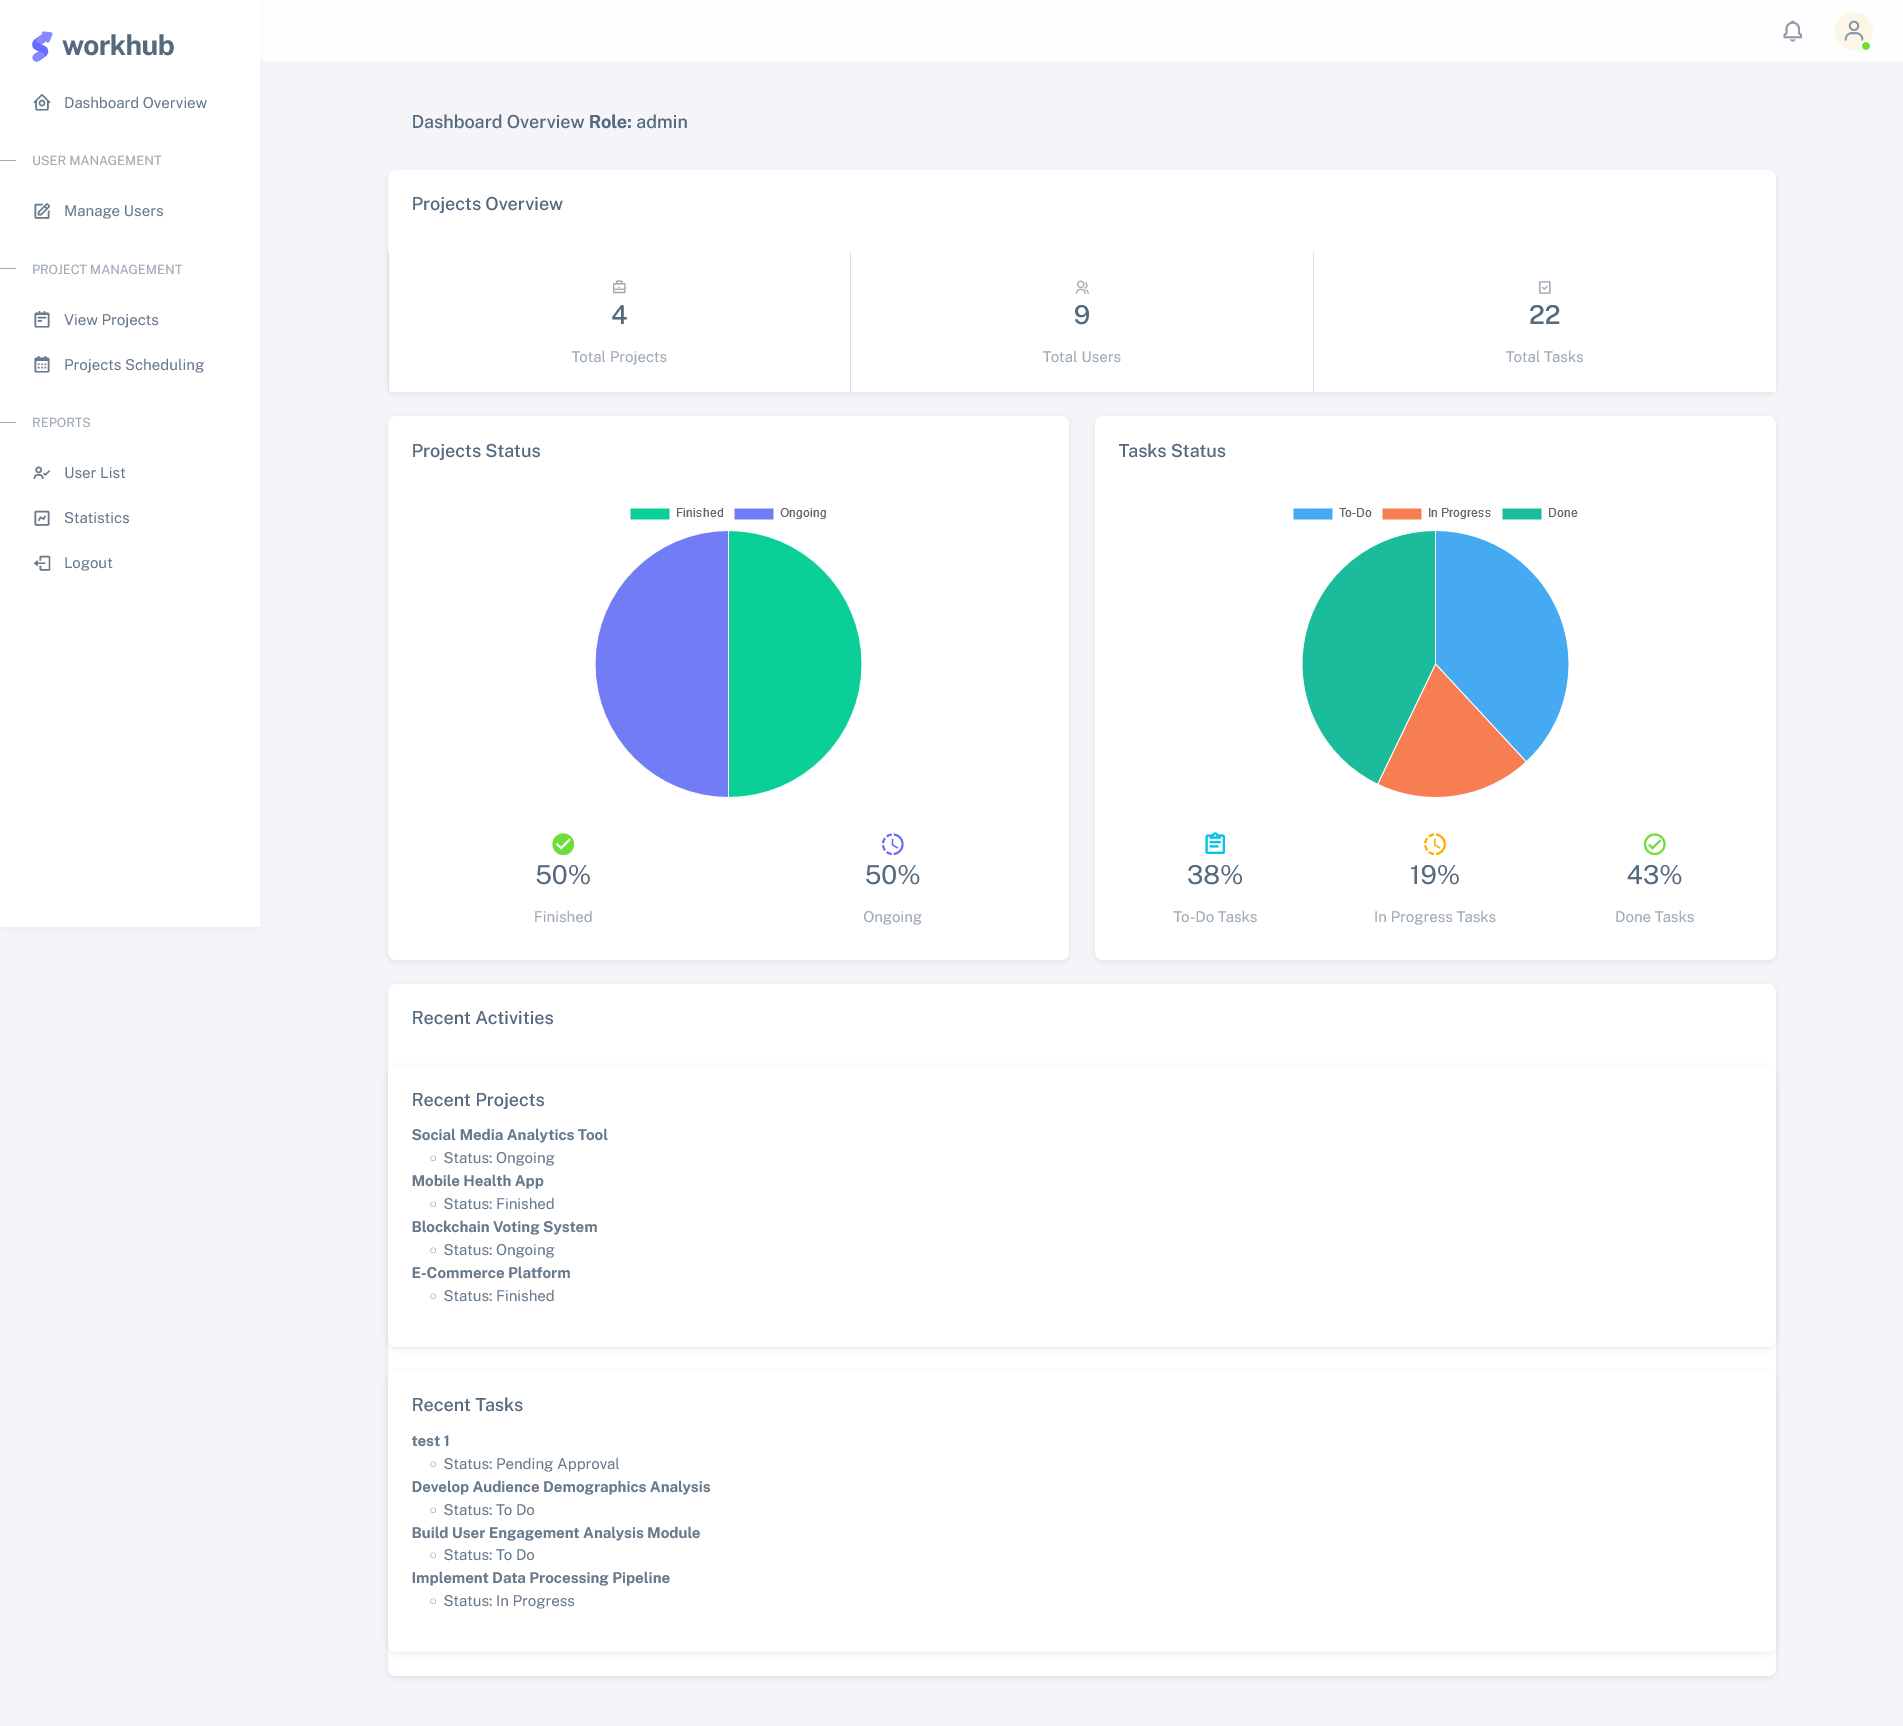 workhub
Dashboard Overview
USER MANAGEMENT
Manage Users
PROJECT MANAGEMENT
View Projects
Projects Scheduling
REPORTS
User List
Statistics
Logout
Dashboard Overview Role: admin
Projects Overview
4
Total Projects
9
Total Users
22
Total Tasks
Projects Status
Finished Ongoing
50%
Finished
50%
Ongoing
Tasks Status
To-Do In Progress Done
38%
To-Do Tasks
19%
In Progress Tasks
43%
Done Tasks
Recent Activities
Recent Projects
Social Media Analytics Tool
Status: Ongoing
Mobile Health App
Status: Finished
Blockchain Voting System
Status: Ongoing
E-Commerce Platform
Status: Finished
Recent Tasks
test 1
Status: Pending Approval
Develop Audience Demographics Analysis
Status: To Do
Build User Engagement Analysis Module
Status: To Do
Implement Data Processing Pipeline
Status: In Progress